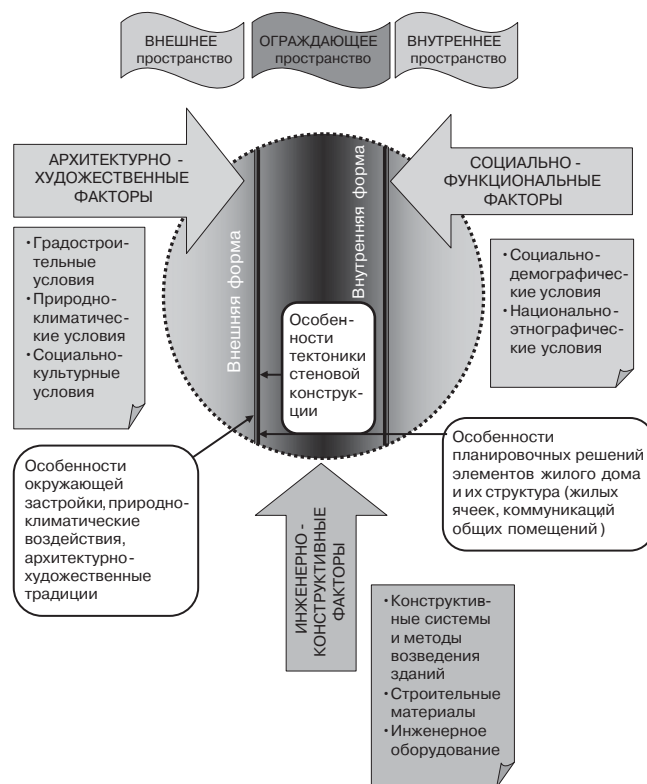 ВНЕШНЕЕ
пространство
ОГРАЖДАЮЩЕЕ
пространство
ВНУТРЕННЕЕ
пространство
АРХИТЕКТУРНО -
ХУДОЖЕСТВЕННЫЕ
ФАКТОРЫ
СОЦИАЛЬНО -
ФУНКЦИОНАЛЬНЫЕ
ФАКТОРЫ
• Градострои-
тельные
условия
• Природно-
климатические
условия
• Социально-
культурные
условия
Внешняя форма
Внутренняя форма
• Социально-
демографичес-
кие условия
• Национально-
этнографичес-
кие условия
Особен-
ности
тектоники
стеновой
конструк-
ции
Особенности
окружающей
застройки, природно-
климатические
воздействия,
архитектурно-
художественные
традиции
Особенности
планировочных решений
элементов жилого дома
и их структура (жилых
ячеек, коммуникаций
общих помещений )
ИНЖЕНЕРНО -
КОНСТРУКТИВНЫЕ
ФАКТОРЫ
• Конструктив-
ные системы
и методы
возведения
зданий
• Строительные
материалы
• Инженерное
оборудование